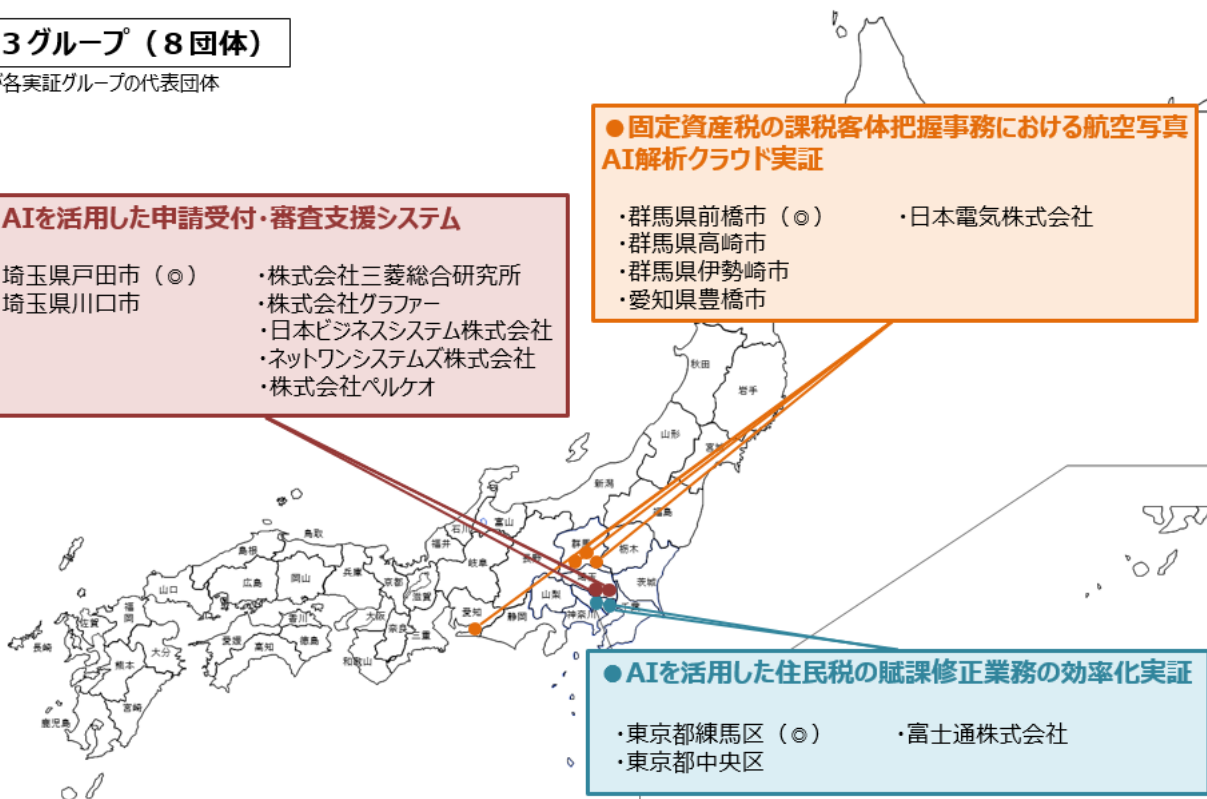 3グループ（8団体）
各実証グループの代表団体
●固定資産税の課税客体把握事務における航空写真
AI解析クラウド実証
・群馬県前橋市（◎）　・日本電気株式会社
・群馬県高崎市
・群馬県伊勢崎市
・愛知県豊橋市
AIを活用した申請受付・審査支援システム
埼玉県戸田市（◎）　・株式会社三菱総合研究所
埼玉県川口市　・株式会社グラファー
・日本ビジネスシステム株式会社
・ネットワンシステムズ株式会社
・株式会社ペルケオ
秋田
岩手
山形
宮城
新潟
福島
石川
富山
群馬
栃木
福井
長野
鳥取
島根
岐阜
埼玉
茨城
兵庫
京都
滋賀
山梨
岡山
広島
山口
愛知
静岡
神奈川
千葉
大阪
奈良
三重
香川
福岡
佐賀
愛媛
高知
徳島
長崎
大分
和歌山
熊本
宮崎
鹿児島
●AIを活用した住民税の賦課修正業務の効率化実証
・東京都練馬区（◎）　・富士通株式会社
・東京都中央区